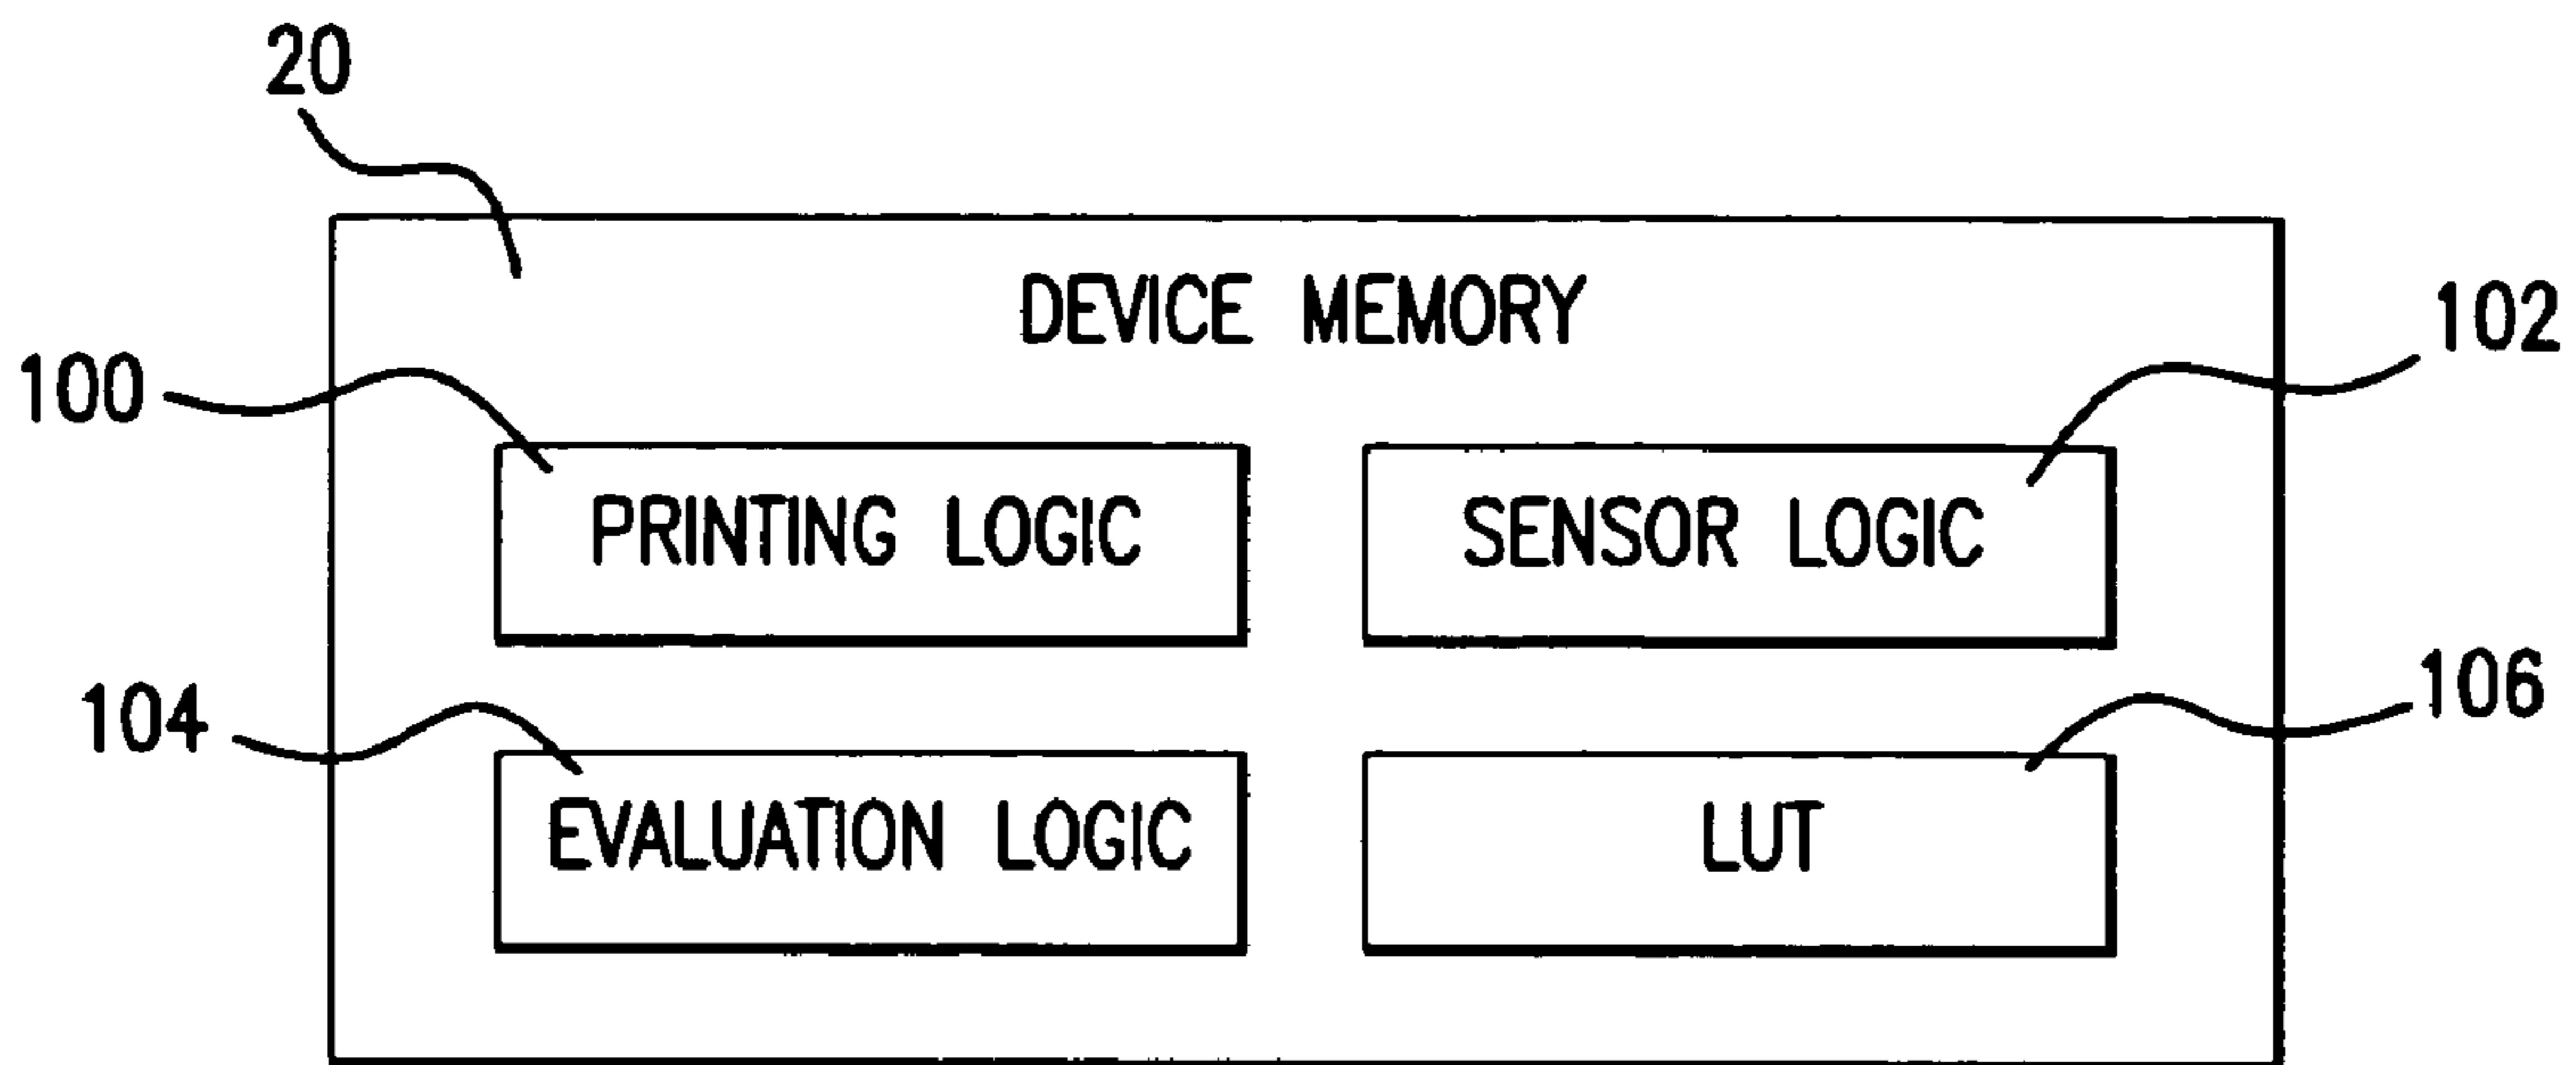 20
DEVICE MEMORY
102
100
PRINTING LOGIC
SENSOR LOGIC
104
106
EVALUATION LOGIC
LUT